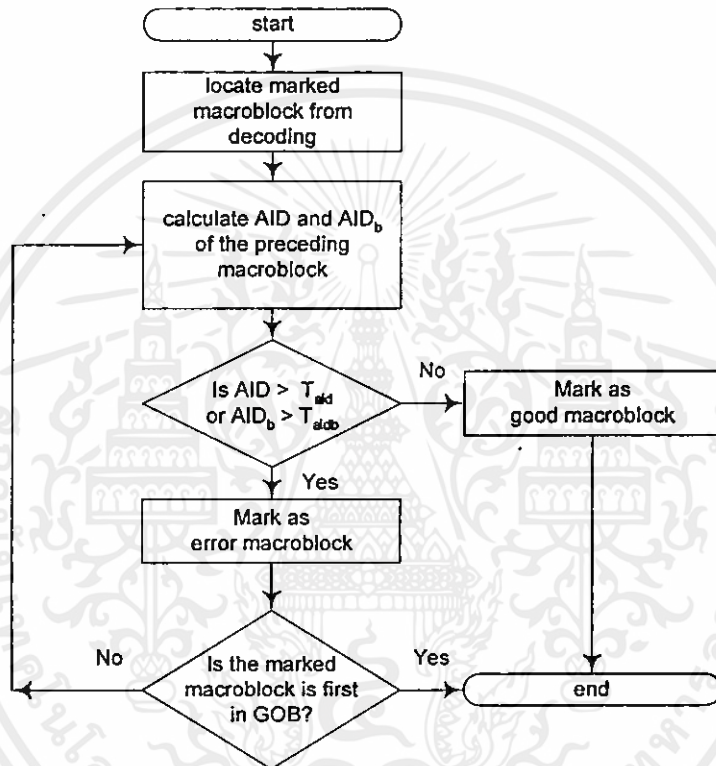 start
locate marked
macroblock from
decoding
calculate AID and AID_b
of the preceding
macroblock
Is AID > T_aid
or AID_b > T_aidb
No
Mark as
good macroblock
Yes
Mark as
error macroblock
Is the marked
macroblock is first
in GOB?
No
Yes
end